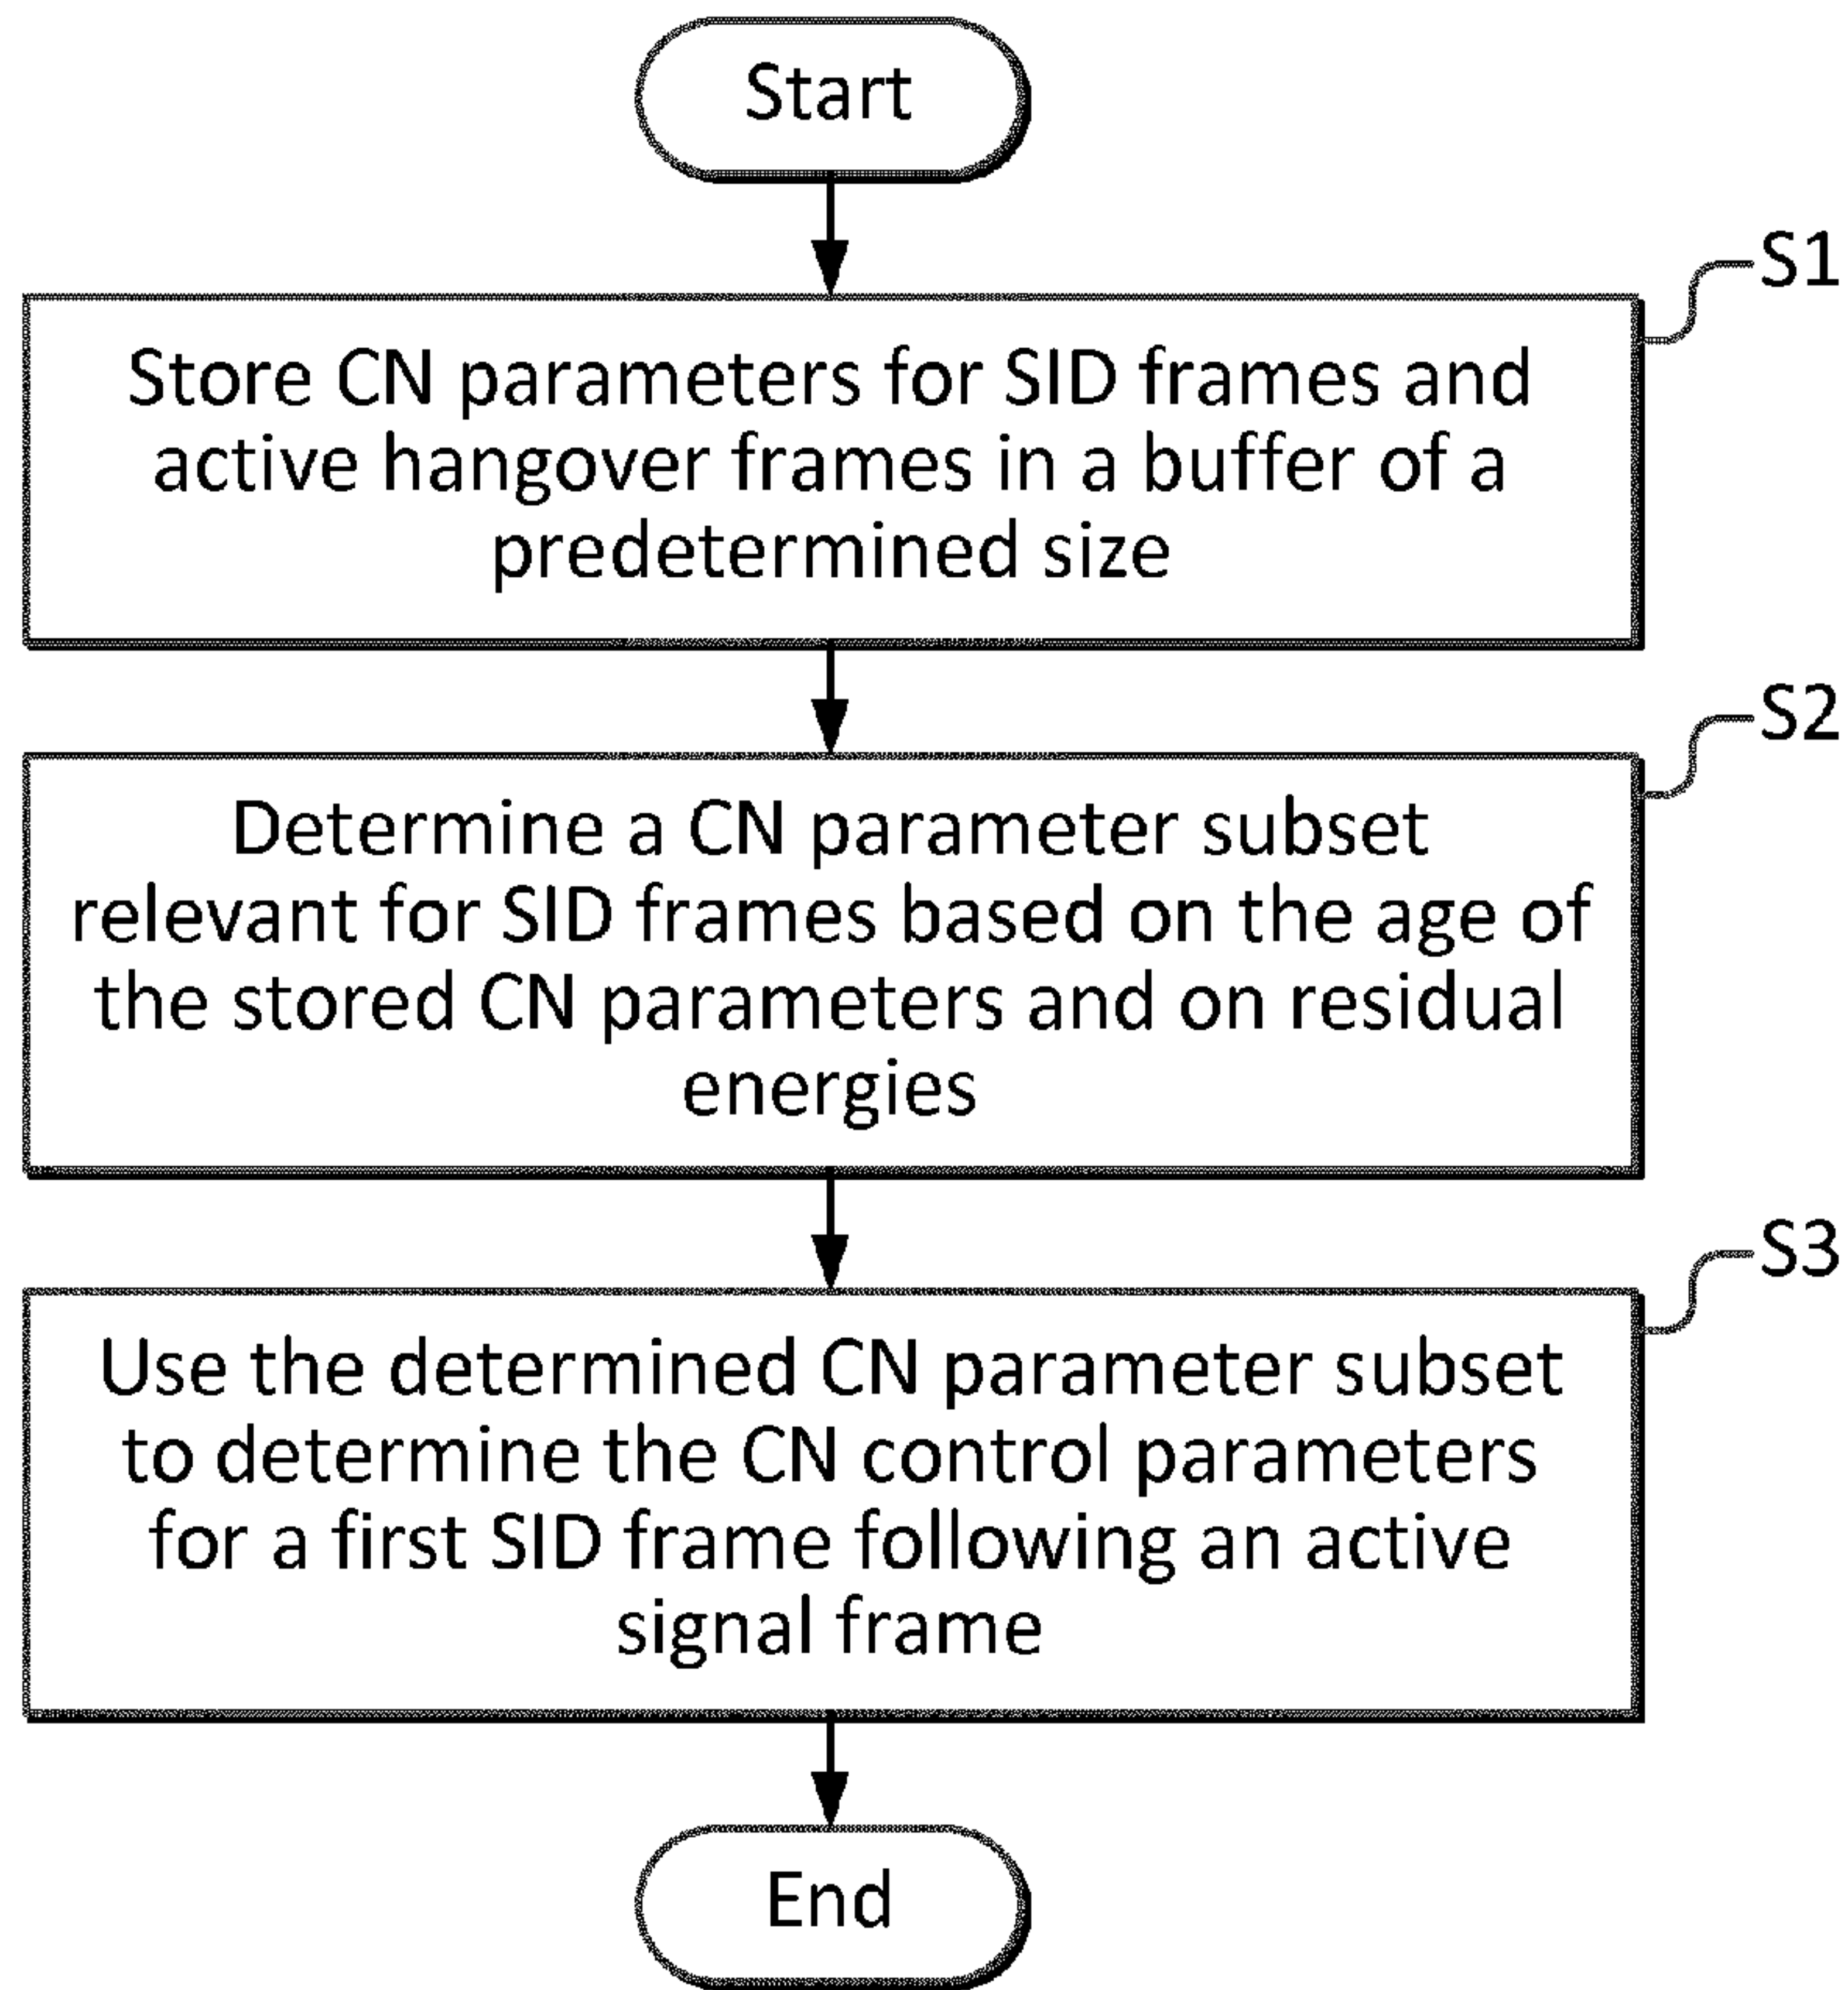 Start
S1
Store CN parameters for SID frames and
active hangover frames in a buffer of a
predetermined size
S2
Determine a CN parameter subset
relevant for SID frames based on the age of
the stored CN parameters and on residual
energies
S3
Use the determined CN parameter subset
to determine the CN control parameters
for a first SID frame following an active
signal frame
End